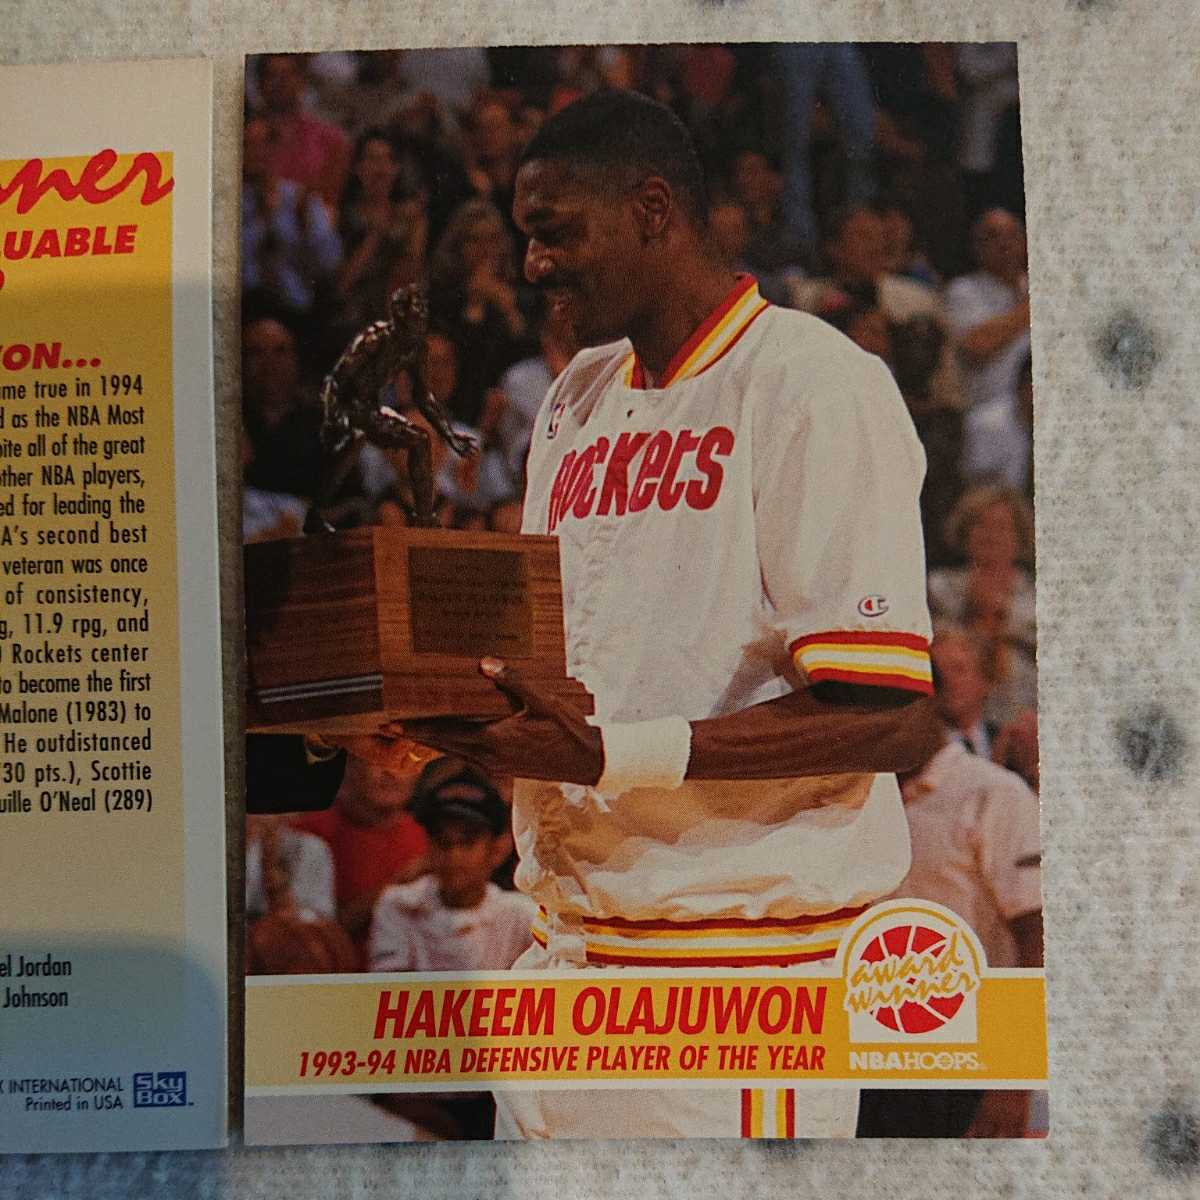 UABLE
ON...
me true in 1994
d as the NBA Most
ite all of the great
other NBA players,
ed for leading the
A's second best
veteran was once
of consistency,
g, 11.9 rpg, and
Rockets center
to become the first
Malone (1983) to
He outdistanced
30 pts.), Scottie
uille O'Neal (289)
el Jordan
Johnson
INTERNATIONAL
Printed in USA
Sky
BOX
ROCKETS
HAKEEM OLAJUWON
1993-94 NBA DEFENSIVE PLAYER OF THE YEAR
award
winner
NBA HOOPS